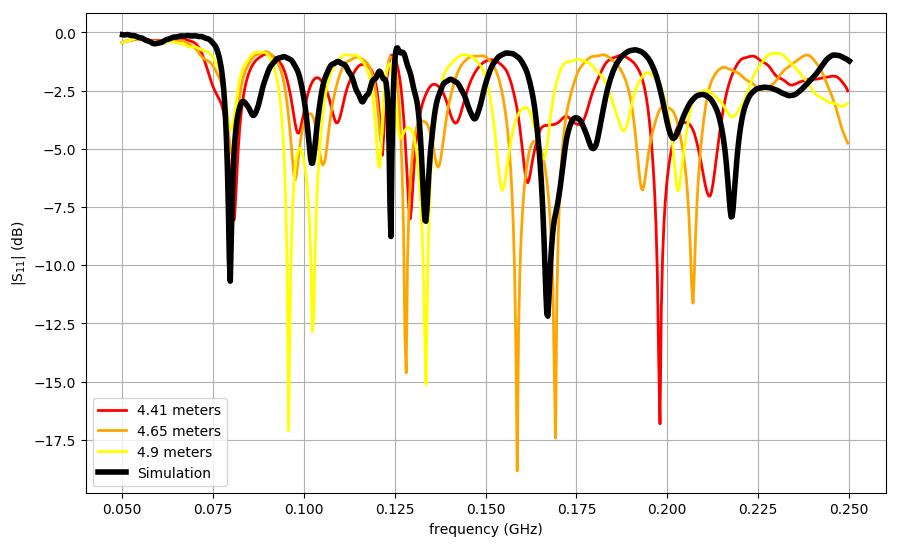 0.0
−2.5
−5.0
−7.5
−10.0
−12.5
−15.0
−17.5
|S11| (dB)
4.41 meters
4.65 meters
4.9 meters
Simulation
0.050 0.075 0.100 0.125 0.150 0.175 0.200 0.225 0.250
frequency (GHz)